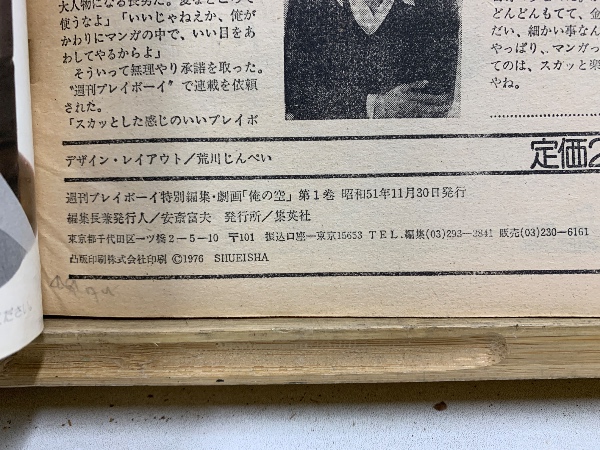 大人物になる長男だ。
使うなよ」「いいじゃねえか、俺が
かわりにマンガの中で、いい目をあ
わしてやるからよ」
そういって無理やり承諾を取った。
〝週刊プレイボーイ〟で連載を依頼
された。
「スカッとした感じのいいプレイボ
どんどんもてて、金
だい、細かい事なん
やっぱり、マンガっ
てのは、スカッと楽
やね。
デザイン・レイアウト/荒川じんぺい
定価2
週刊プレイボーイ特別編集・劇画「俺の空」第1巻 昭和51年11月30日発行
編集長兼発行人/安斎富夫 発行所/集英社
東京都千代田区一ツ橋2-5-10 〒101 振込口座―東京15653 TEL.編集(03)293-3841 販売(03)230-6161
凸版印刷株式会社印刷 ©1976 SHUEISHA